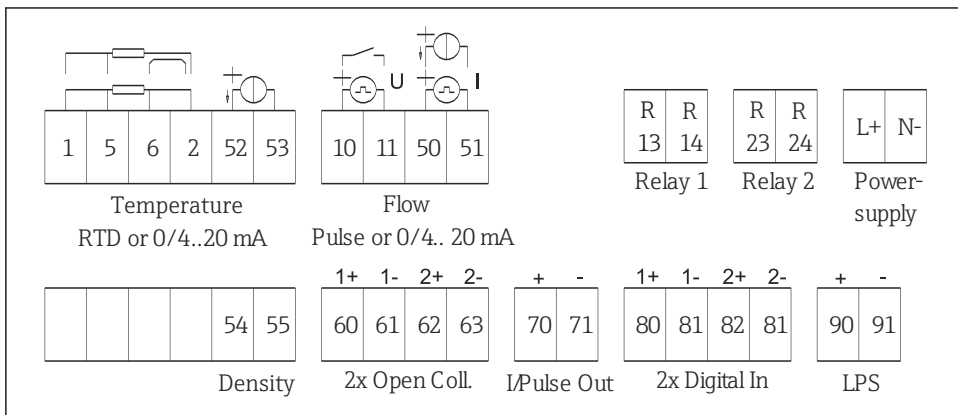 U I
1 5 6 2 52 53 10 11 50 51 R 13 R 14 R 23 R 24 L+ N-
Relay 1 Relay 2 Power-
supply
Temperature Flow
RTD or 0/4..20 mA Pulse or 0/4.. 20 mA
1+ 1- 2+ 2- + - 1+ 1- 2+ 2- + -
54 55 60 61 62 63 70 71 80 81 82 81 90 91
Density 2x Open Coll. I/Pulse Out 2x Digital In LPS